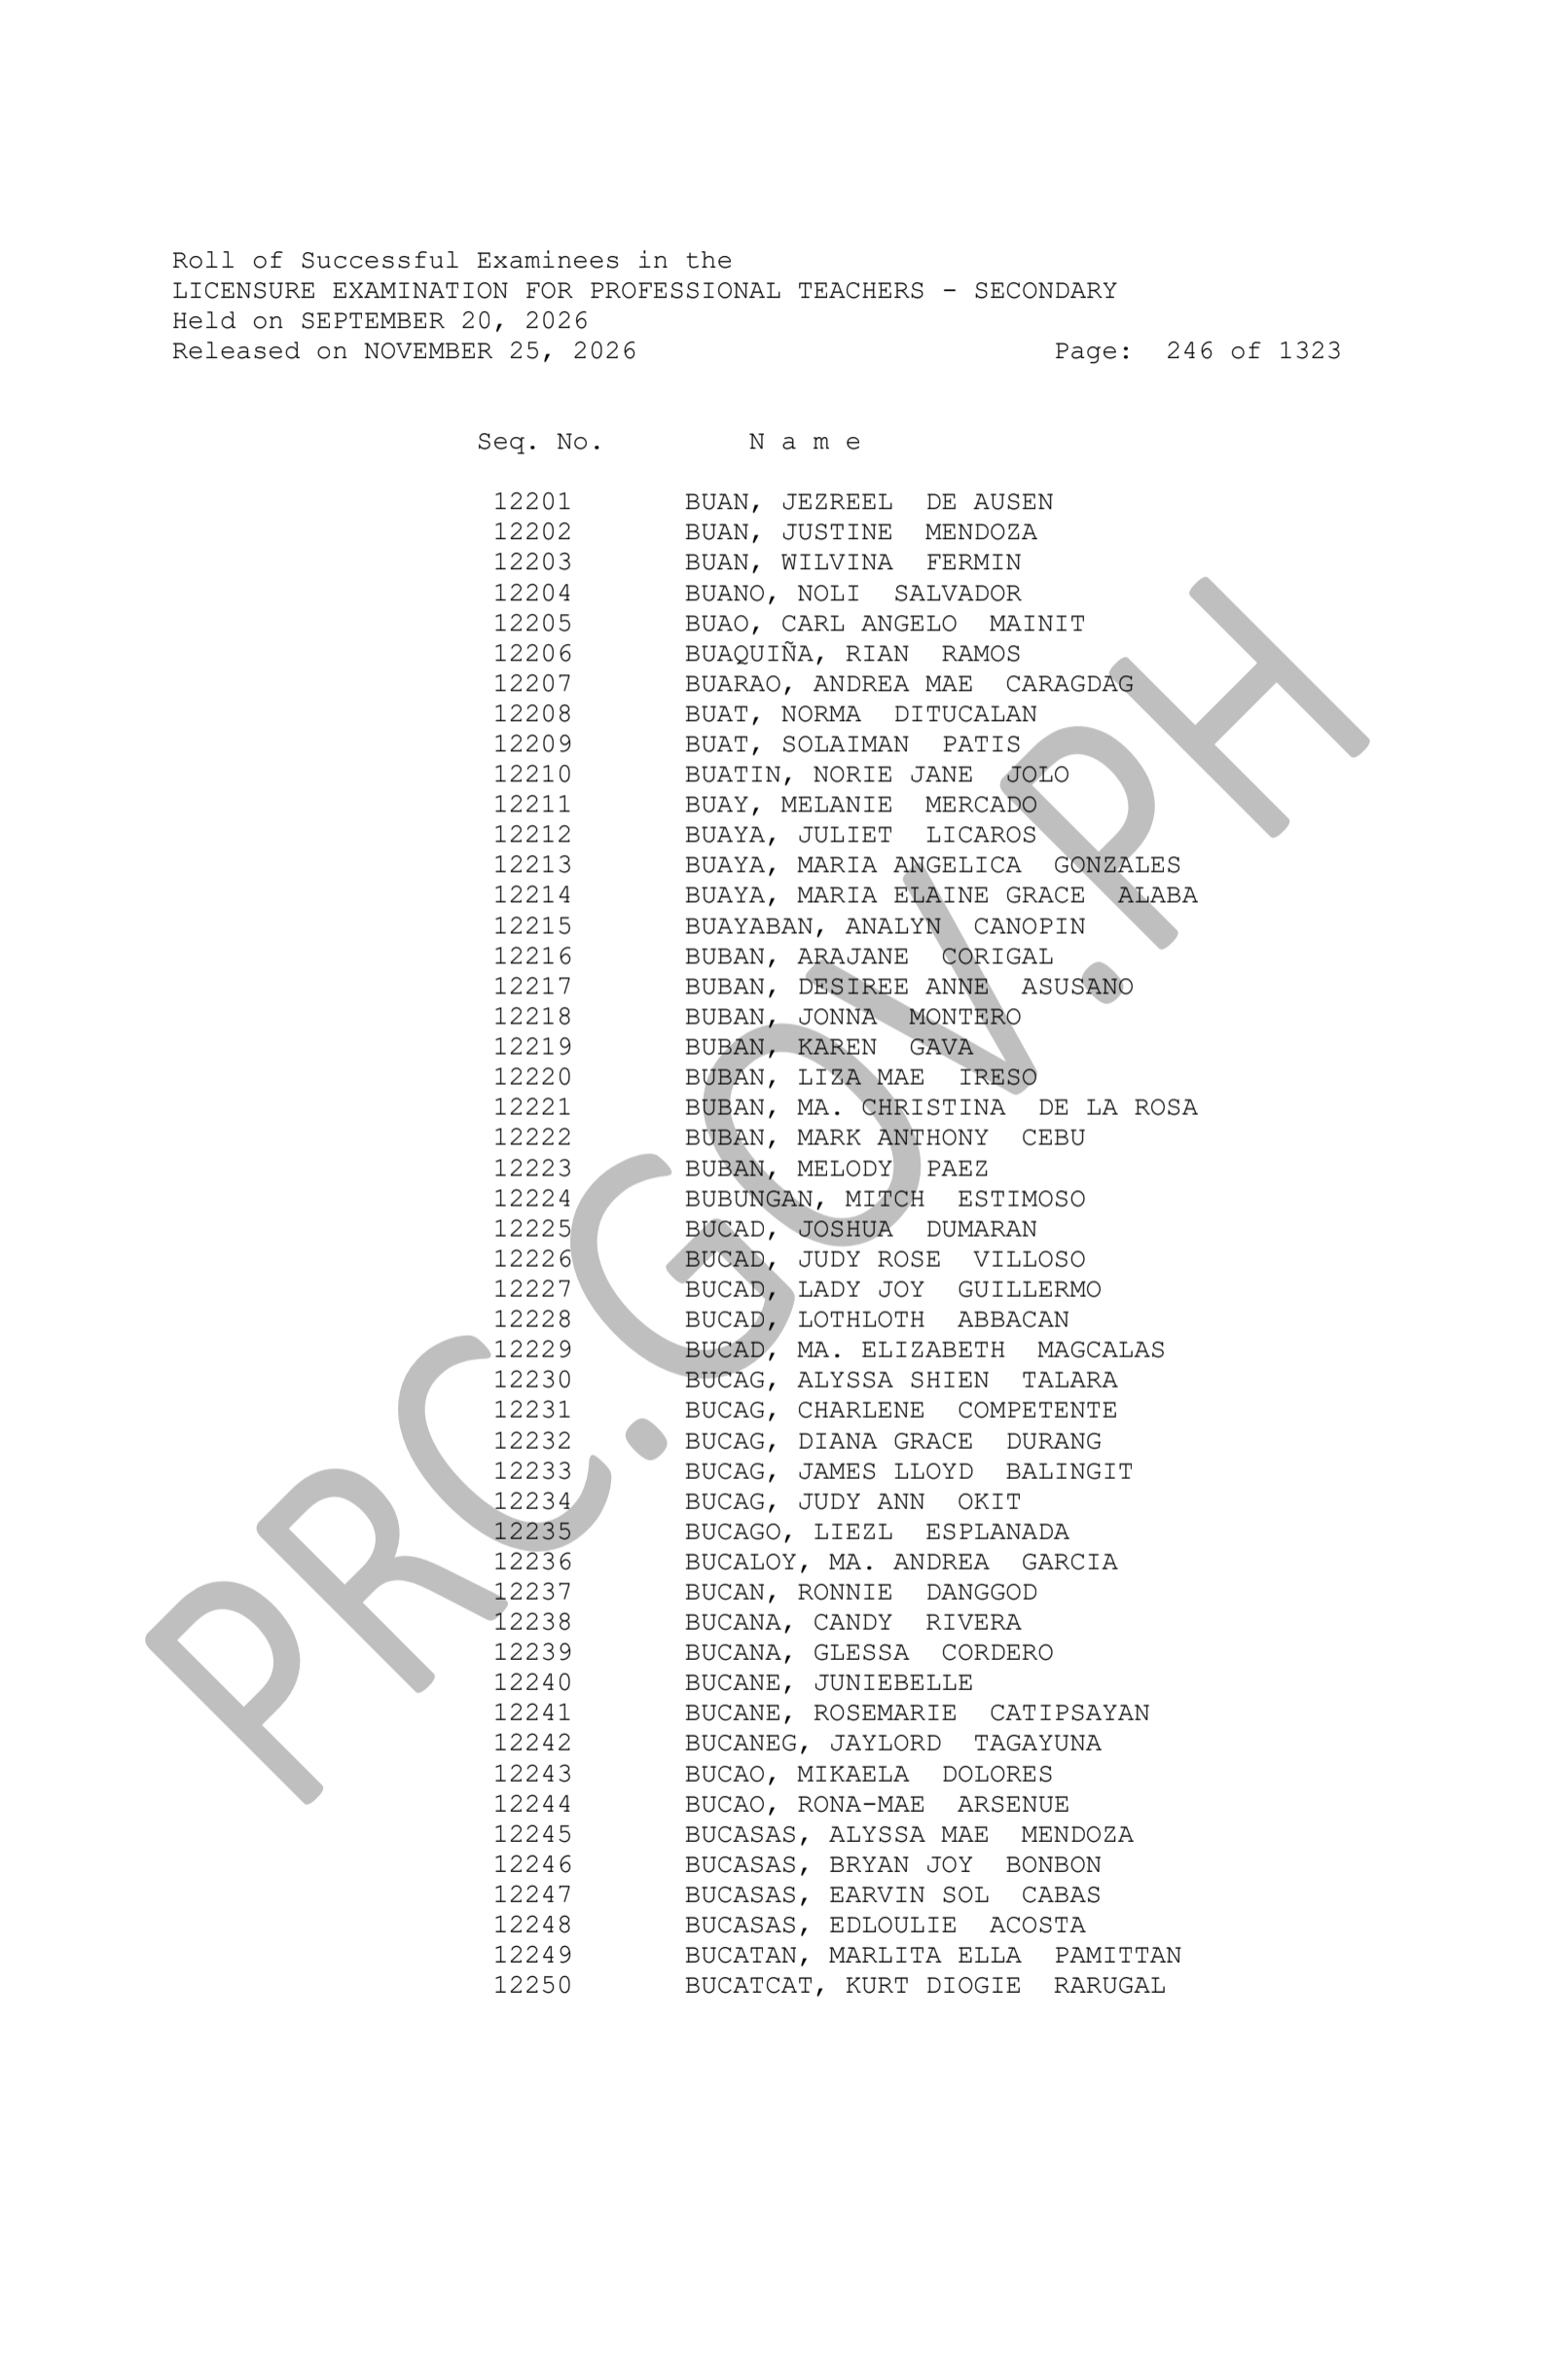 Roll of Successful Examinees in the
LICENSURE EXAMINATION FOR PROFESSIONAL TEACHERS - SECONDARY
Held on SEPTEMBER 20, 2026
Released on NOVEMBER 25, 2026 Page: 246 of 1323
Seq. No. N a m e
12201 BUAN, JEZREEL DE AUSEN
12202 BUAN, JUSTINE MENDOZA
12203 BUAN, WILVINA FERMIN
12204 BUANO, NOLI SALVADOR
12205 BUAO, CARL ANGELO MAINIT
12206 BUAQUIÑA, RIAN RAMOS
12207 BUARAO, ANDREA MAE CARAGDAG
12208 BUAT, NORMA DITUCALAN
12209 BUAT, SOLAIMAN PATIS
12210 BUATIN, NORIE JANE JOLO
12211 BUAY, MELANIE MERCADO
12212 BUAYA, JULIET LICAROS
12213 BUAYA, MARIA ANGELICA GONZALES
12214 BUAYA, MARIA ELAINE GRACE ALABA
12215 BUAYABAN, ANALYN CANOPIN
12216 BUBAN, ARAJANE CORIGAL
12217 BUBAN, DESIREE ANNE ASUSANO
12218 BUBAN, JONNA MONTERO
12219 BUBAN, KAREN GAVA
12220 BUBAN, LIZA MAE IRESO
12221 BUBAN, MA. CHRISTINA DE LA ROSA
12222 BUBAN, MARK ANTHONY CEBU
12223 BUBAN, MELODY PAEZ
12224 BUBUNGAN, MITCH ESTIMOSO
12225 BUCAD, JOSHUA DUMARAN
12226 BUCAD, JUDY ROSE VILLOSO
12227 BUCAD, LADY JOY GUILLERMO
12228 BUCAD, LOTHLOTH ABBACAN
12229 BUCAD, MA. ELIZABETH MAGCALAS
12230 BUCAG, ALYSSA SHIEN TALARA
12231 BUCAG, CHARLENE COMPETENTE
12232 BUCAG, DIANA GRACE DURANG
12233 BUCAG, JAMES LLOYD BALINGIT
12234 BUCAG, JUDY ANN OKIT
12235 BUCAGO, LIEZL ESPLANADA
12236 BUCALOY, MA. ANDREA GARCIA
12237 BUCAN, RONNIE DANGGOD
12238 BUCANA, CANDY RIVERA
12239 BUCANA, GLESSA CORDERO
12240 BUCANE, JUNIEBELLE
12241 BUCANE, ROSEMARIE CATIPSAYAN
12242 BUCANEG, JAYLORD TAGAYUNA
12243 BUCAO, MIKAELA DOLORES
12244 BUCAO, RONA-MAE ARSENUE
12245 BUCASAS, ALYSSA MAE MENDOZA
12246 BUCASAS, BRYAN JOY BONBON
12247 BUCASAS, EARVIN SOL CABAS
12248 BUCASAS, EDLOULIE ACOSTA
12249 BUCATAN, MARLITA ELLA PAMITTAN
12250 BUCATCAT, KURT DIOGIE RARUGAL
PRC.GOV.PH